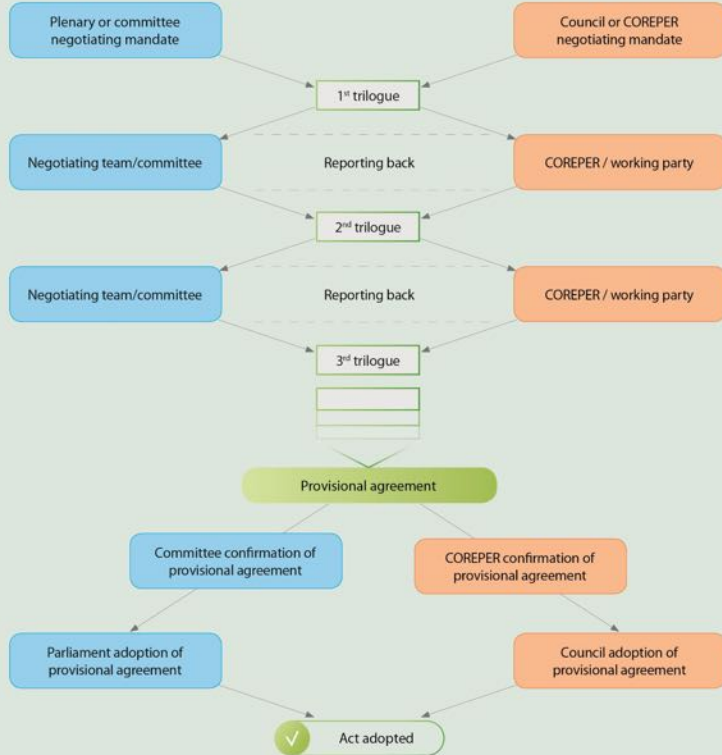 Plenary or committee
negotiating mandate
Council or COREPER
negotiating mandate
1st trilogue
Negotiating team/committee
Reporting back
COREPER / working party
2nd trilogue
Negotiating team/committee
Reporting back
COREPER / working party
3rd trilogue
Provisional agreement
Committee confirmation of
provisional agreement
COREPER confirmation of
provisional agreement
Parliament adoption of
provisional agreement
Council adoption of
provisional agreement
Act adopted